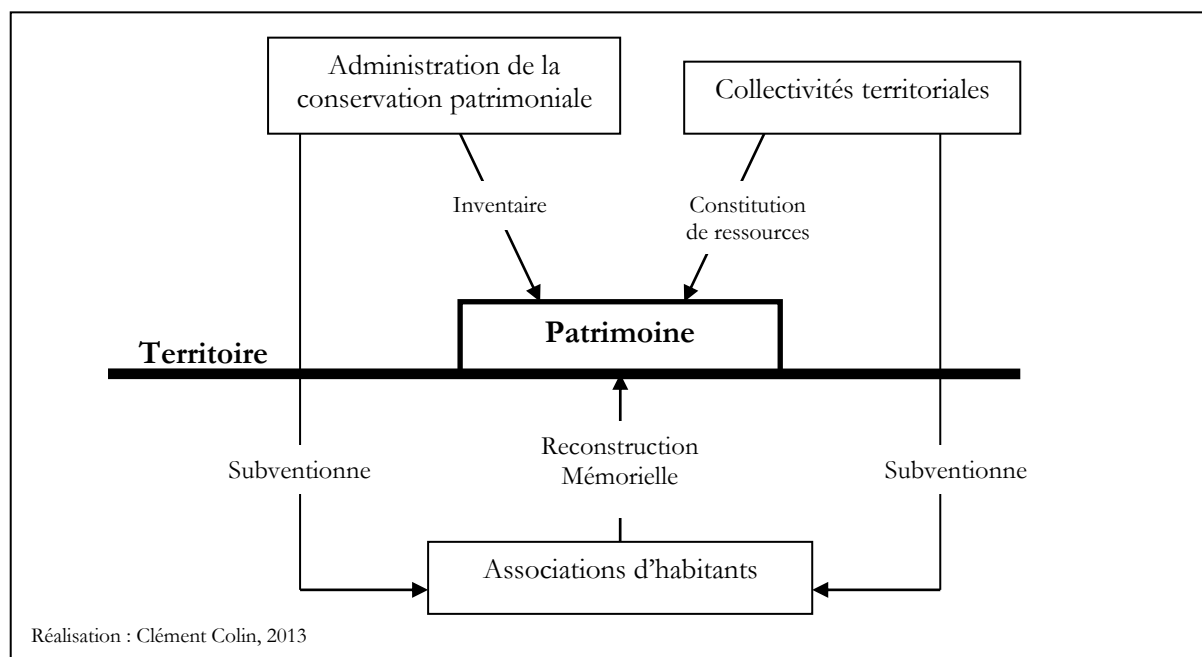 Administration de la
conservation patrimoniale
Collectivités territoriales
Inventaire
Constitution
de ressources
Patrimoine
Territoire
Reconstruction
Mémorielle
Subventionne
Subventionne
Associations d'habitants
Réalisation : Clément Colin, 2013